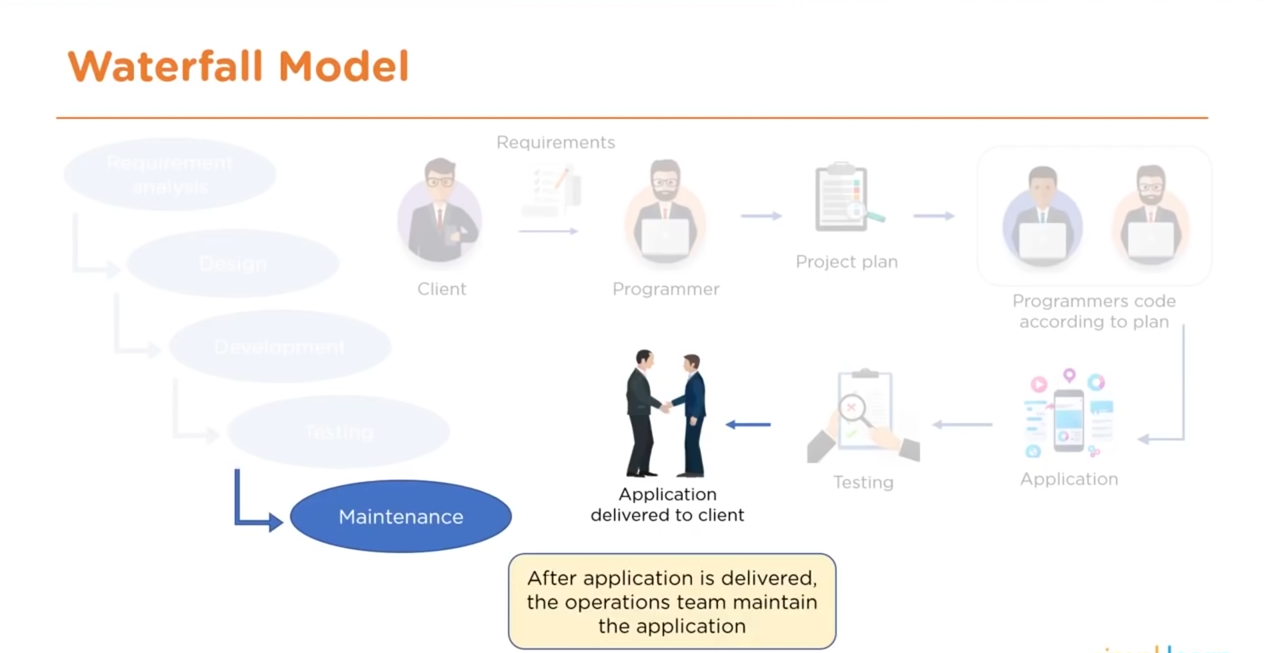 Waterfall Model
Requirement
analysis
Design
Development
Testing
Maintenance
Requirements
Client
Programmer
Project plan
Programmers code
according to plan
Application
Testing
Application
delivered to client
After application is delivered,
the operations team maintain
the application